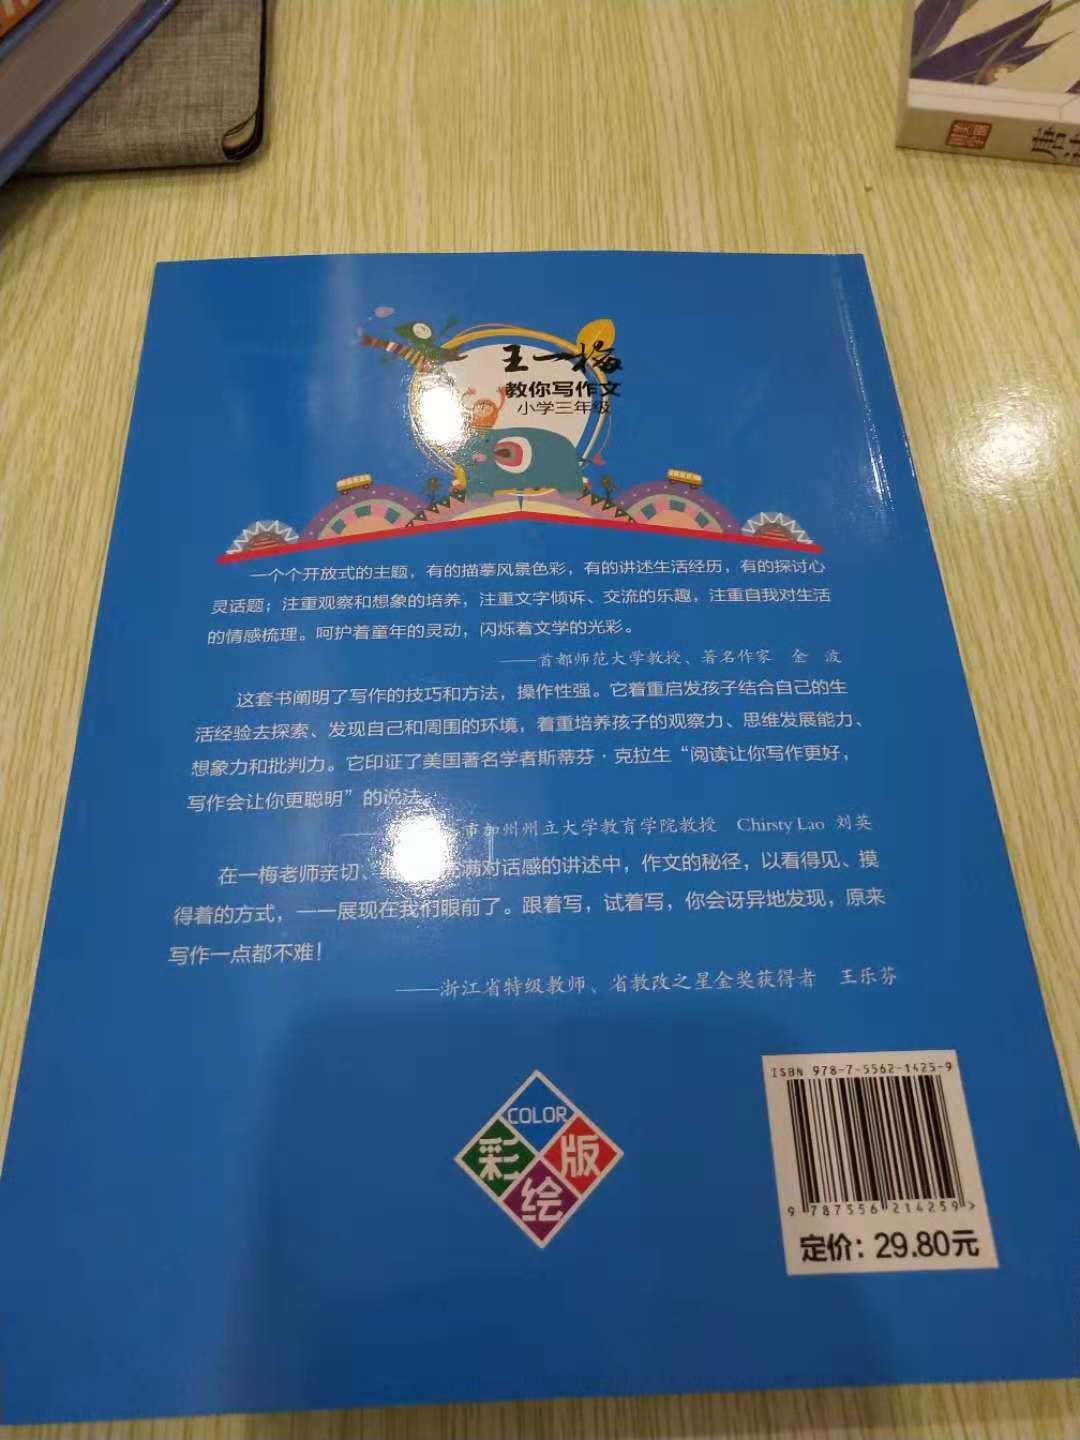 唐
王一梅
教你写作文
小学三年级
一个个开放式的主题，有的描摹风景色彩，有的讲述生活经历，有的探讨心
灵话题；注重观察和想象的培养，注重文字倾诉、交流的乐趣，注重自我对生活
的情感梳理。呵护着童年的灵动，闪烁着文学的光彩。
——首都师范大学教授、著名作家 金 波
这套书阐明了写作的技巧和方法，操作性强。它着重启发孩子结合自己的生
活经验去探索、发现自己和周围的环境，着重培养孩子的观察力、思维发展能力、
想象力和批判力。它印证了美国著名学者斯蒂芬·克拉生“阅读让你写作更好，
写作会让你更聪明”的说法
市加州州立大学教育学院教授 Chirsty Lao 刘英
在一梅老师亲切、满对话感的讲述中，作文的秘径，以看得见、摸
得着的方式，一一展现在我们眼前了。跟着写，试着写，你会讶异地发现，原来
写作一点都不难！
——浙江省特级教师、省教改之星金奖获得者 王乐芬
COLOR
彩
版
绘
ISBN 978-7-5562-1425-9
9 787556 214259>
定价：29.80元